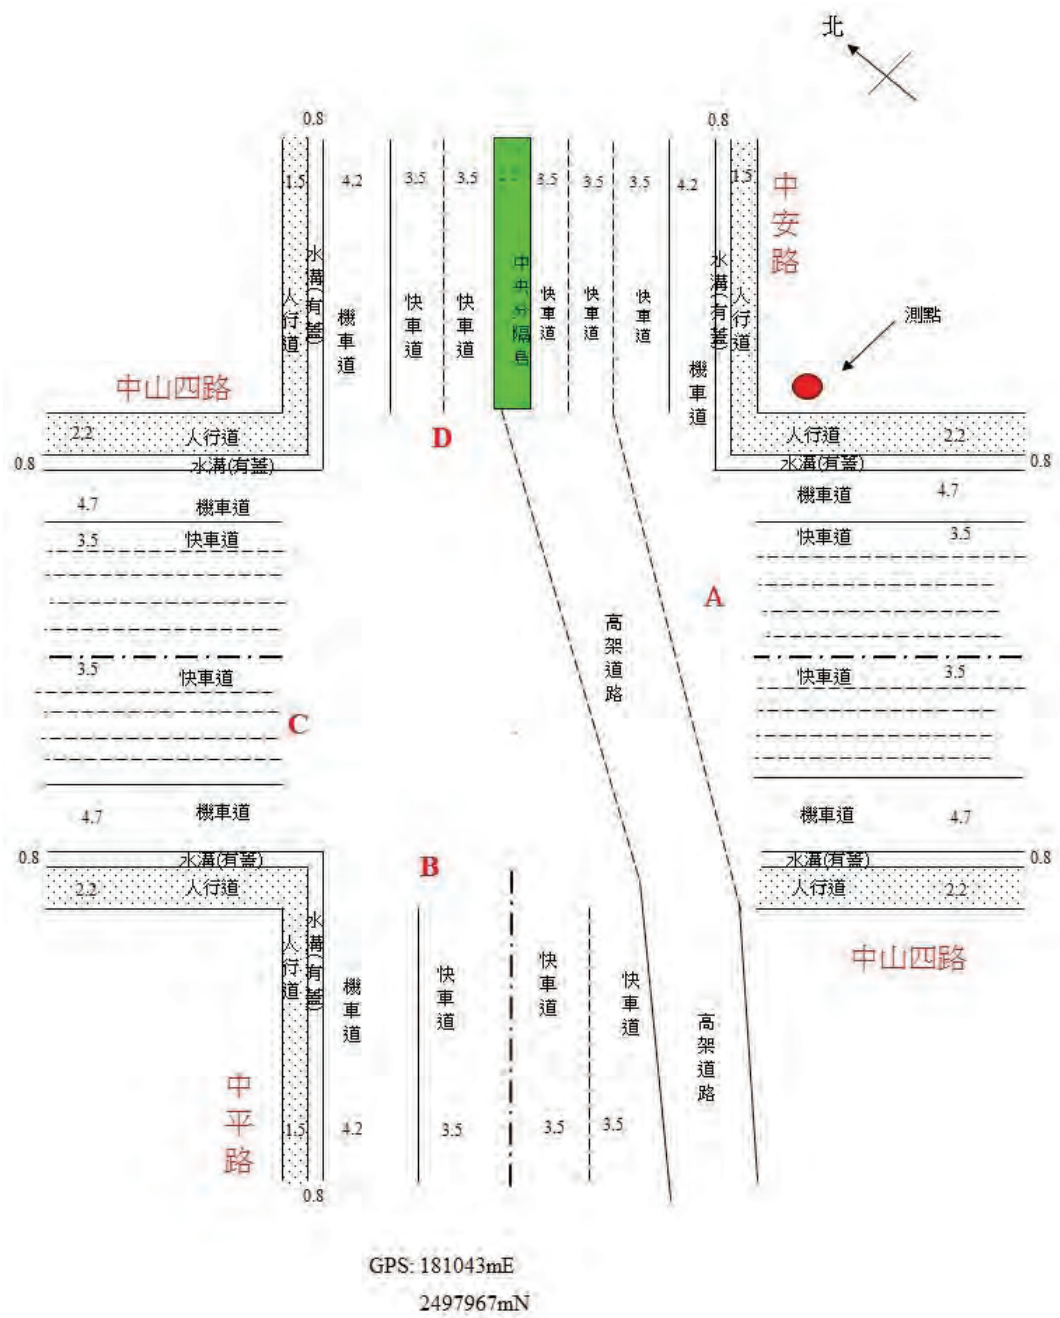 北
0.8
0.8
1.5
4.2
3.5
3.5
3.5
3.5
3.5
4.2
1.5
中安路
水溝(有蓋)
人行道
機車道
快車道
快車道
中央分隔島
快車道
快車道
快車道
機車道
水溝(有蓋)
人行道
測點
中山四路
D
2.2
人行道
人行道
2.2
0.8
水溝(有蓋)
水溝(有蓋)
0.8
4.7
機車道
機車道
4.7
3.5
快車道
快車道
3.5
A
高架道路
3.5
快車道
快車道
3.5
C
4.7
機車道
機車道
4.7
0.8
水溝(有蓋)
B
水溝(有蓋)
0.8
2.2
人行道
人行道
2.2
中山四路
人行道
水溝(有蓋)
機車道
快車道
快車道
快車道
高架道路
中平路
1.5
4.2
3.5
3.5
3.5
0.8
GPS: 181043mE
2497967mN